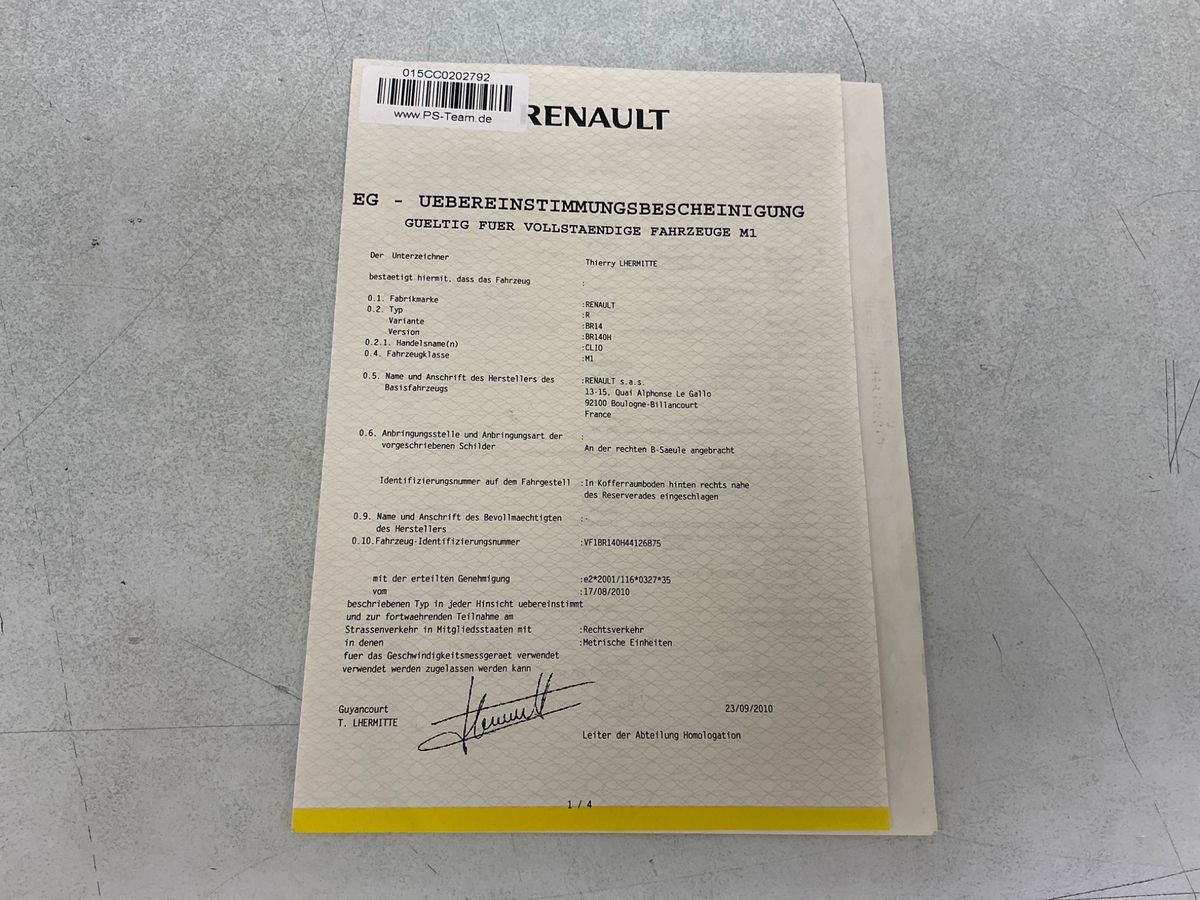 015CC0202792
www.PS-Team.de
RENAULT
EG - UEBEREINSTIMMUNGSBESCHEINIGUNG
GUELTIG FUER VOLLSTAENDIGE FAHRZEUGE M1
Der Unterzeichner Thierry LHERMITTE
bestaetigt hiermit, dass das Fahrzeug :
0.1. Fabrikmarke :RENAULT
0.2. Typ :R
Variante :BR14
Version :BR140H
0.2.1. Handelsname(n) :CLIO
0.4. Fahrzeugklasse :M1
0.5. Name und Anschrift des Herstellers des :RENAULT s.a.s.
Basisfahrzeugs 13-15, Quai Alphonse Le Gallo
92100 Boulogne-Billancourt
France
0.6. Anbringungsstelle und Anbringungsart der :
vorgeschriebenen Schilder An der rechten B-Saeule angebracht
Identifizierungsnummer auf dem Fahrgestell :In Kofferraumboden hinten rechts nahe
des Reserverades eingeschlagen
0.9. Name und Anschrift des Bevollmaechtigten :-
des Herstellers
0.10.Fahrzeug-Identifizierungsnummer :VF1BR140H44126875
mit der erteilten Genehmigung :e2*2001/116*0327*35
vom :17/08/2010
beschriebenen Typ in jeder Hinsicht uebereinstimmt
und zur fortwaehrenden Teilnahme am
Strassenverkehr in Mitgliedsstaaten mit :Rechtsverkehr
in denen :Metrische Einheiten
fuer das Geschwindigkeitsmessgeraet verwendet
verwendet werden zugelassen werden kann
Guyancourt 23/09/2010
T. LHERMITTE
Leiter der Abteilung Homologation
1 / 4